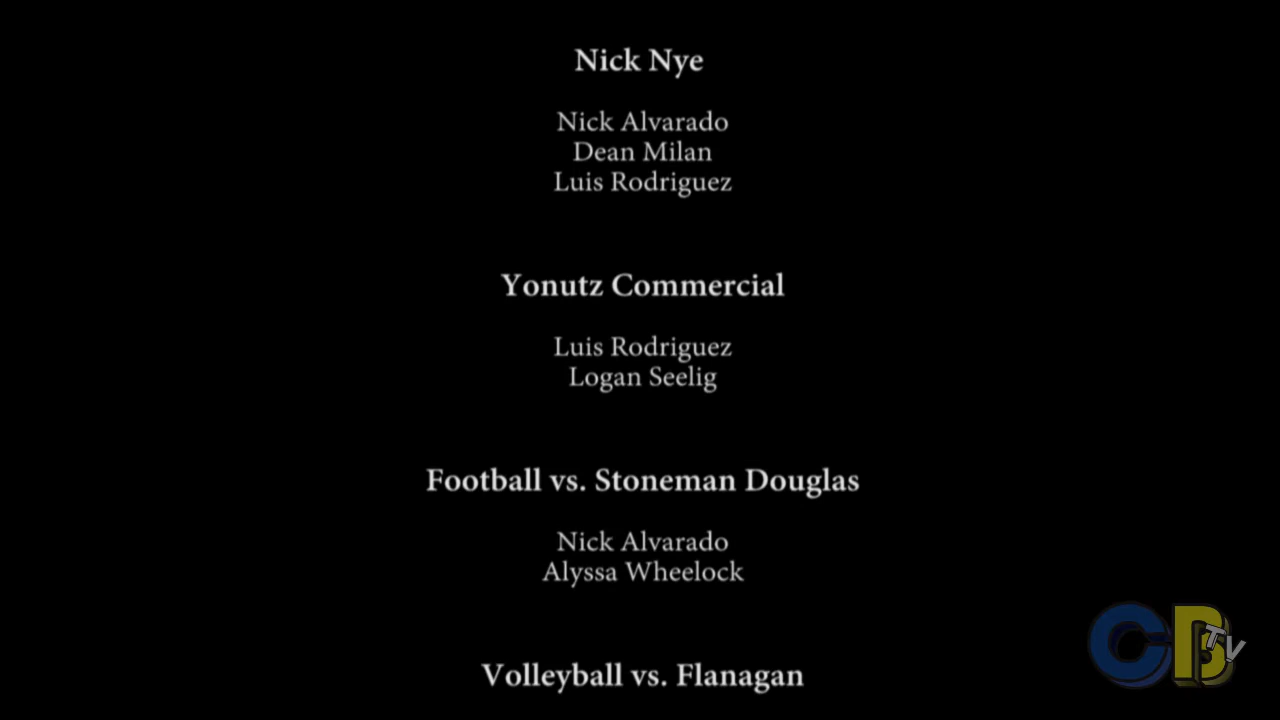 Nick Nye
Nick Alvarado
Dean Milan
Luis Rodriguez
Yonutz Commercial
Luis Rodriguez
Logan Seelig
Football vs. Stoneman Douglas
Nick Alvarado
Alyssa Wheelock
Volleyball vs. Flanagan
CB TV